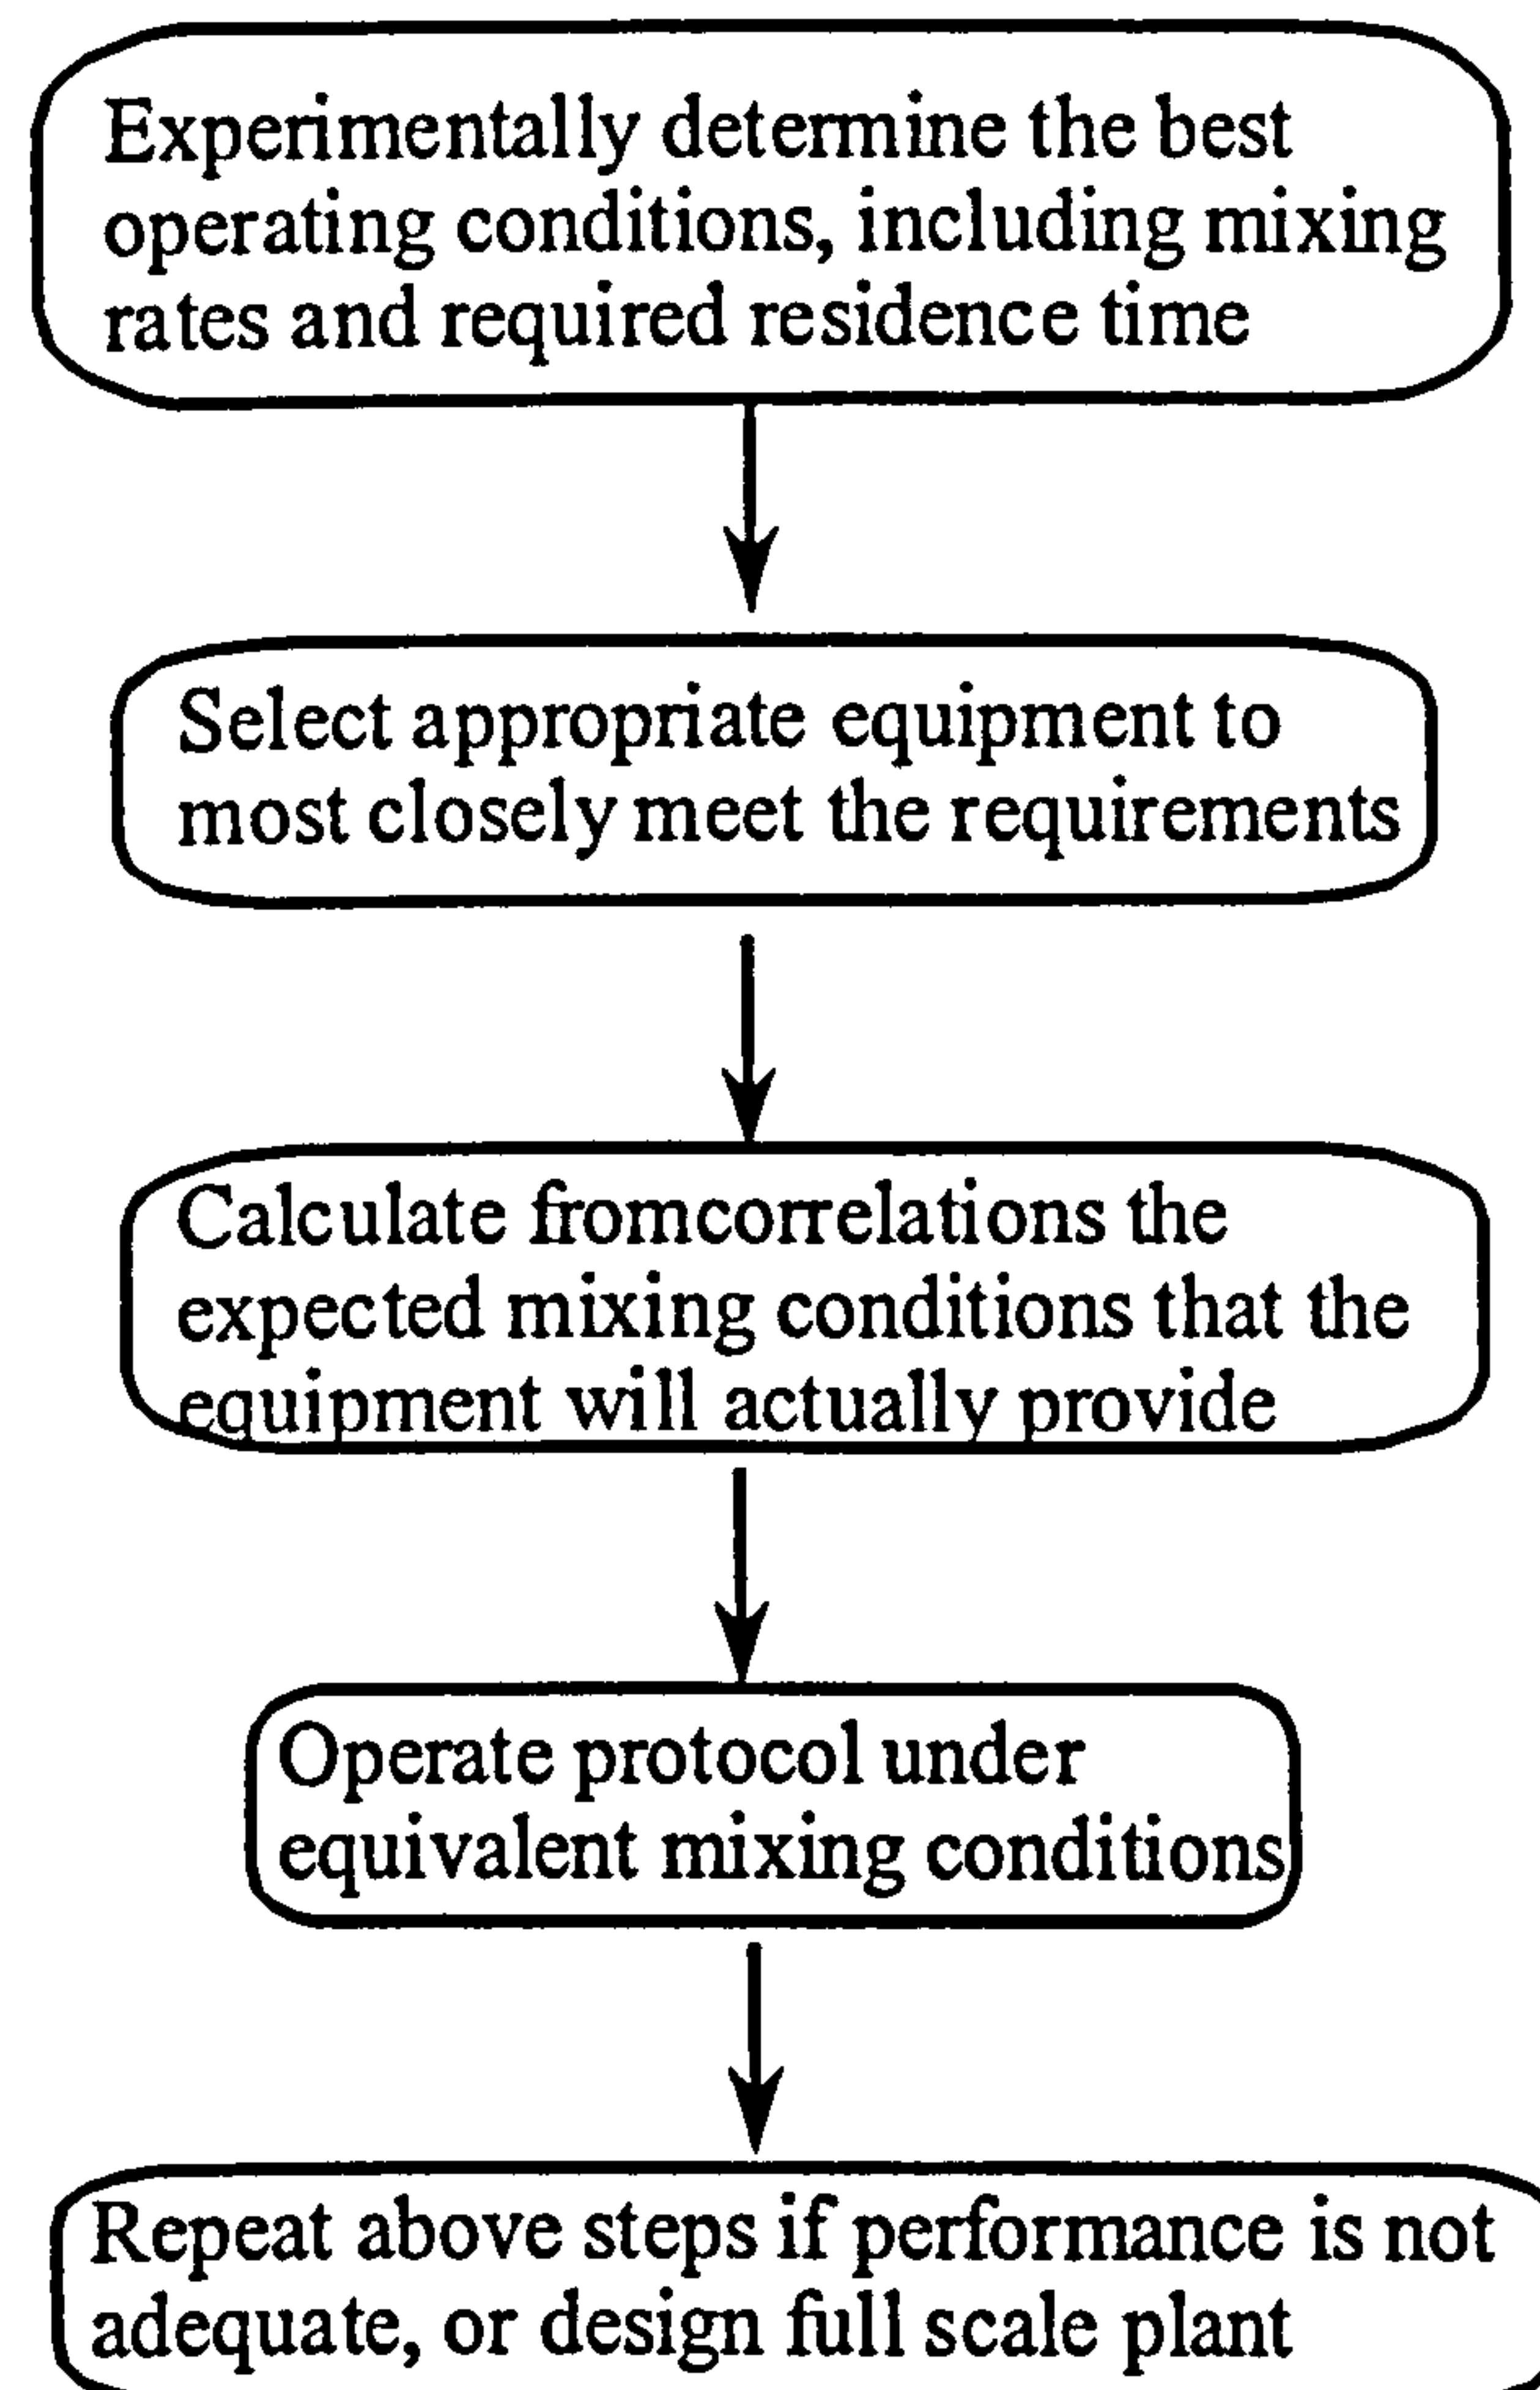 Experimentally determine the best
operating conditions, including mixing
rates and required residence time
Select appropriate equipment to
most closely meet the requirements
Calculate fromcorrelations the
expected mixing conditions that the
equipment will actually provide
Operate protocol under
equivalent mixing conditions
Repeat above steps if performance is not
adequate, or design full scale plant